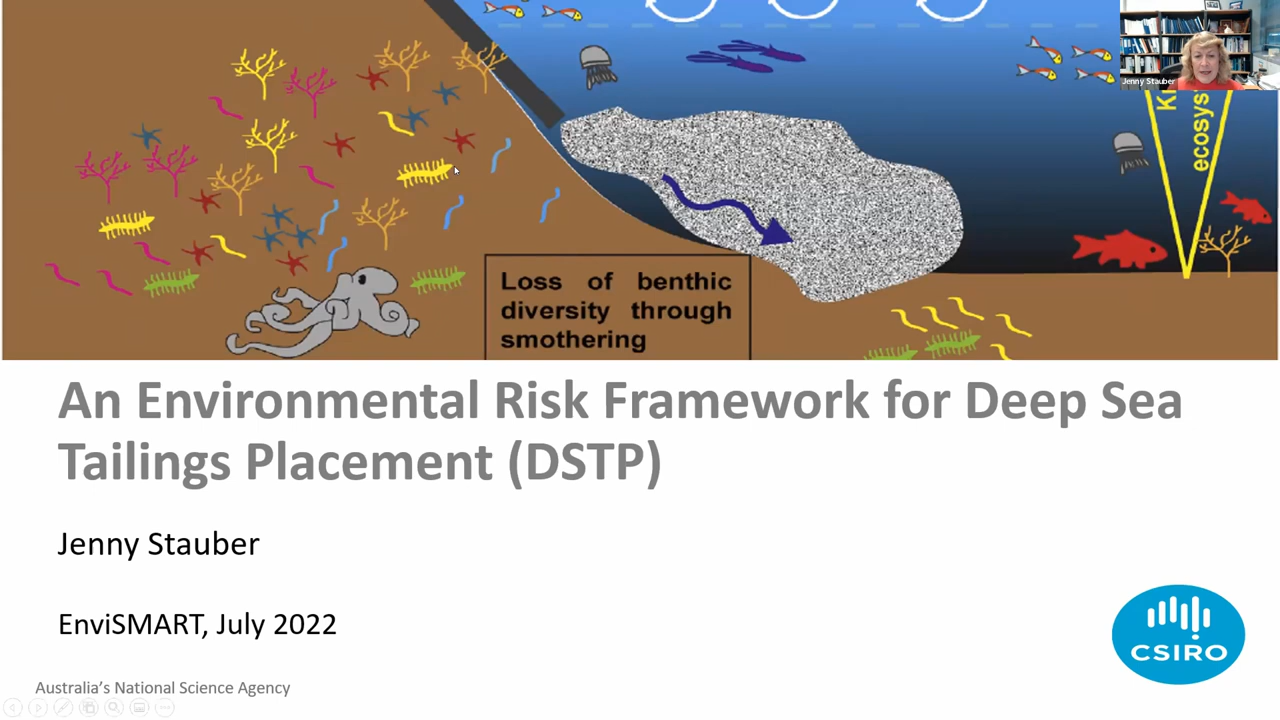 Jenny Stauber
ecosys
Loss of benthic
diversity through
smothering
An Environmental Risk Framework for Deep Sea
Tailings Placement (DSTP)
Jenny Stauber
EnviSMART, July 2022
CSIRO
Australia's National Science Agency